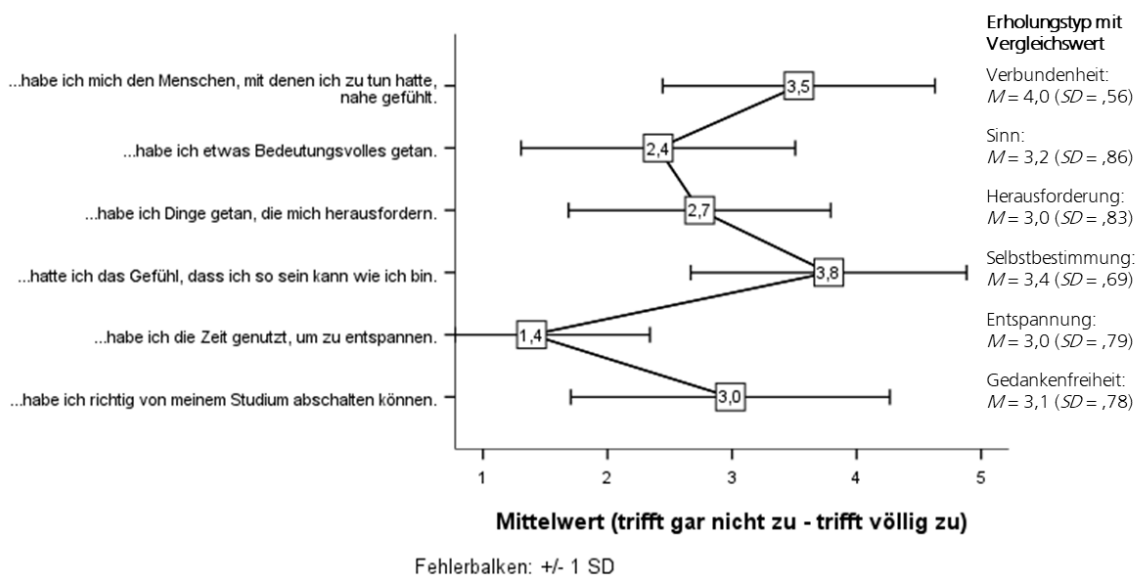 Erholungstyp mit
Vergleichswert
...habe ich mich den Menschen, mit denen ich zu tun hatte,
nahe gefühlt.
3,5
Verbundenheit:
M = 4,0 (SD = ,56)
...habe ich etwas Bedeutungsvolles getan.
2,4
Sinn:
M = 3,2 (SD = ,86)
...habe ich Dinge getan, die mich herausfordern.
2,7
Herausforderung:
M = 3,0 (SD = ,83)
...hatte ich das Gefühl, dass ich so sein kann wie ich bin.
3,8
Selbstbestimmung:
M = 3,4 (SD = ,69)
...habe ich die Zeit genutzt, um zu entspannen.
1,4
Entspannung:
M = 3,0 (SD = ,79)
...habe ich richtig von meinem Studium abschalten können.
3,0
Gedankenfreiheit:
M = 3,1 (SD = ,78)
1 2 3 4 5
Mittelwert (trifft gar nicht zu - trifft völlig zu)
Fehlerbalken: +/- 1 SD